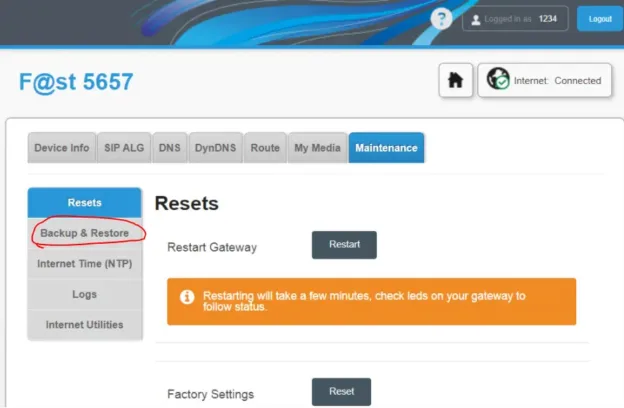 ? Logged in as 1234 Logout
F@st 5657
Internet: Connected
Device Info SIP ALG DNS DynDNS Route My Media Maintenance
Resets
Resets
Backup & Restore
Restart Gateway Restart
Internet Time (NTP)
Logs
Restarting will take a few minutes, check leds on your gateway to
follow status.
Internet Utilities
Factory Settings Reset